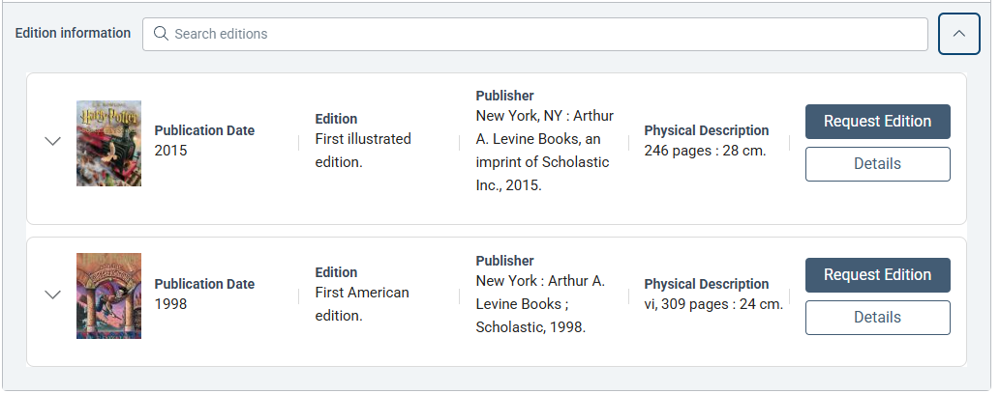 Edition information
Search editions
Harry Potter
Publication Date
2015
Edition
First illustrated
edition.
Publisher
New York, NY : Arthur
A. Levine Books, an
imprint of Scholastic
Inc., 2015.
Physical Description
246 pages : 28 cm.
Request Edition
Details
Publication Date
1998
Edition
First American
edition.
Publisher
New York : Arthur A.
Levine Books ;
Scholastic, 1998.
Physical Description
vi, 309 pages : 24 cm.
Request Edition
Details